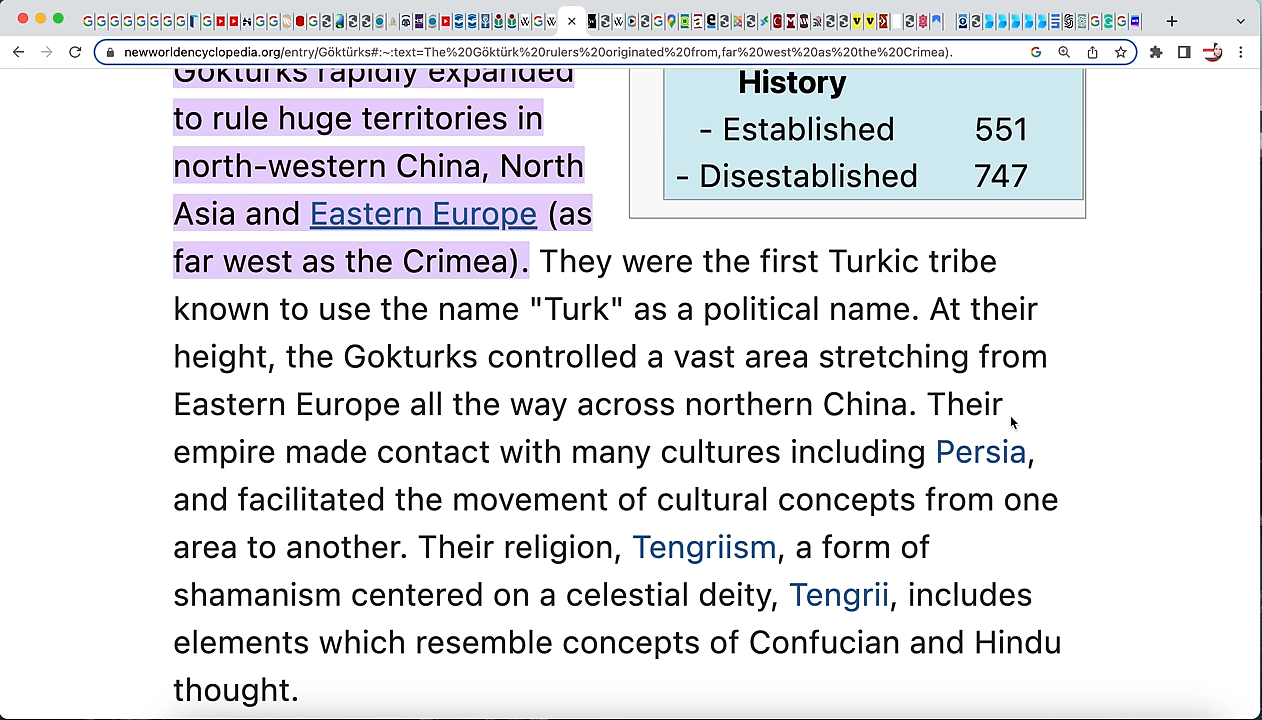 newworldencyclopedia.org/entry/Göktürks#:~:text=The%20Göktürk%20rulers%20originated%20from,far%20west%20as%20the%20Crimea).
Gokturks rapidly expanded
to rule huge territories in
north-western China, North
Asia and Eastern Europe (as
far west as the Crimea). They were the first Turkic tribe
known to use the name "Turk" as a political name. At their
height, the Gokturks controlled a vast area stretching from
Eastern Europe all the way across northern China. Their
empire made contact with many cultures including Persia,
and facilitated the movement of cultural concepts from one
area to another. Their religion, Tengriism, a form of
shamanism centered on a celestial deity, Tengrii, includes
elements which resemble concepts of Confucian and Hindu
thought.
History
- Established 551
- Disestablished 747